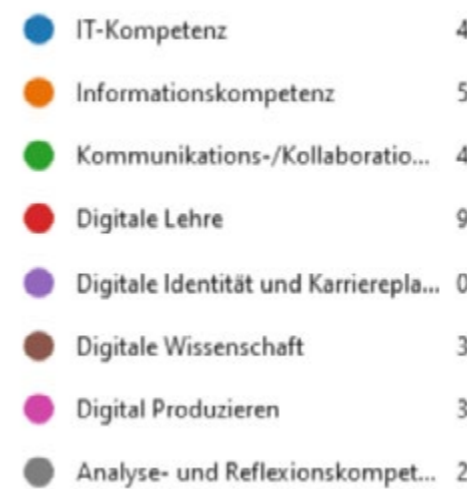 IT-Kompetenz 4
Informationskompetenz 5
Kommunikations-/Kollaboratio... 4
Digitale Lehre 9
Digitale Identität und Karrierepla... 0
Digitale Wissenschaft 3
Digital Produzieren 3
Analyse- und Reflexionskompet... 2